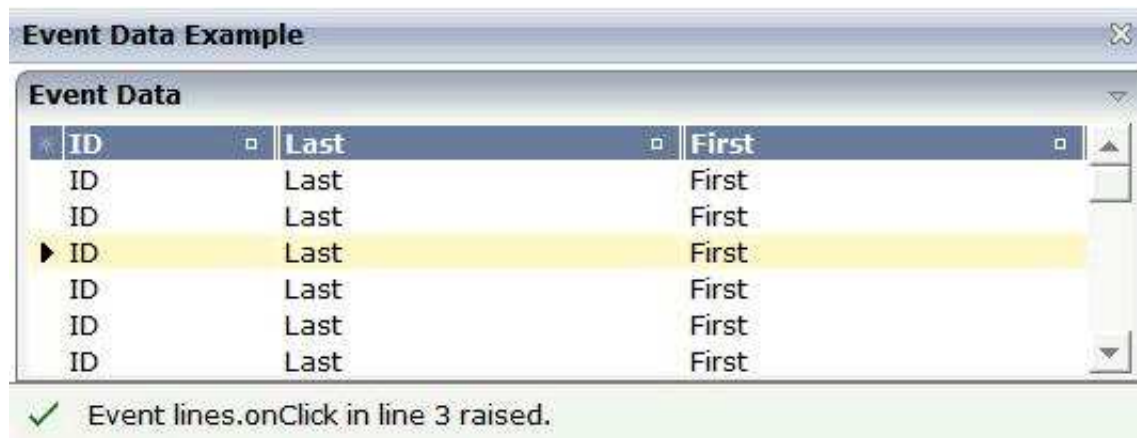 Event Data Example
Event Data
ID Last First
ID Last First
ID Last First
ID Last First
ID Last First
ID Last First
ID Last First
Event lines.onClick in line 3 raised.